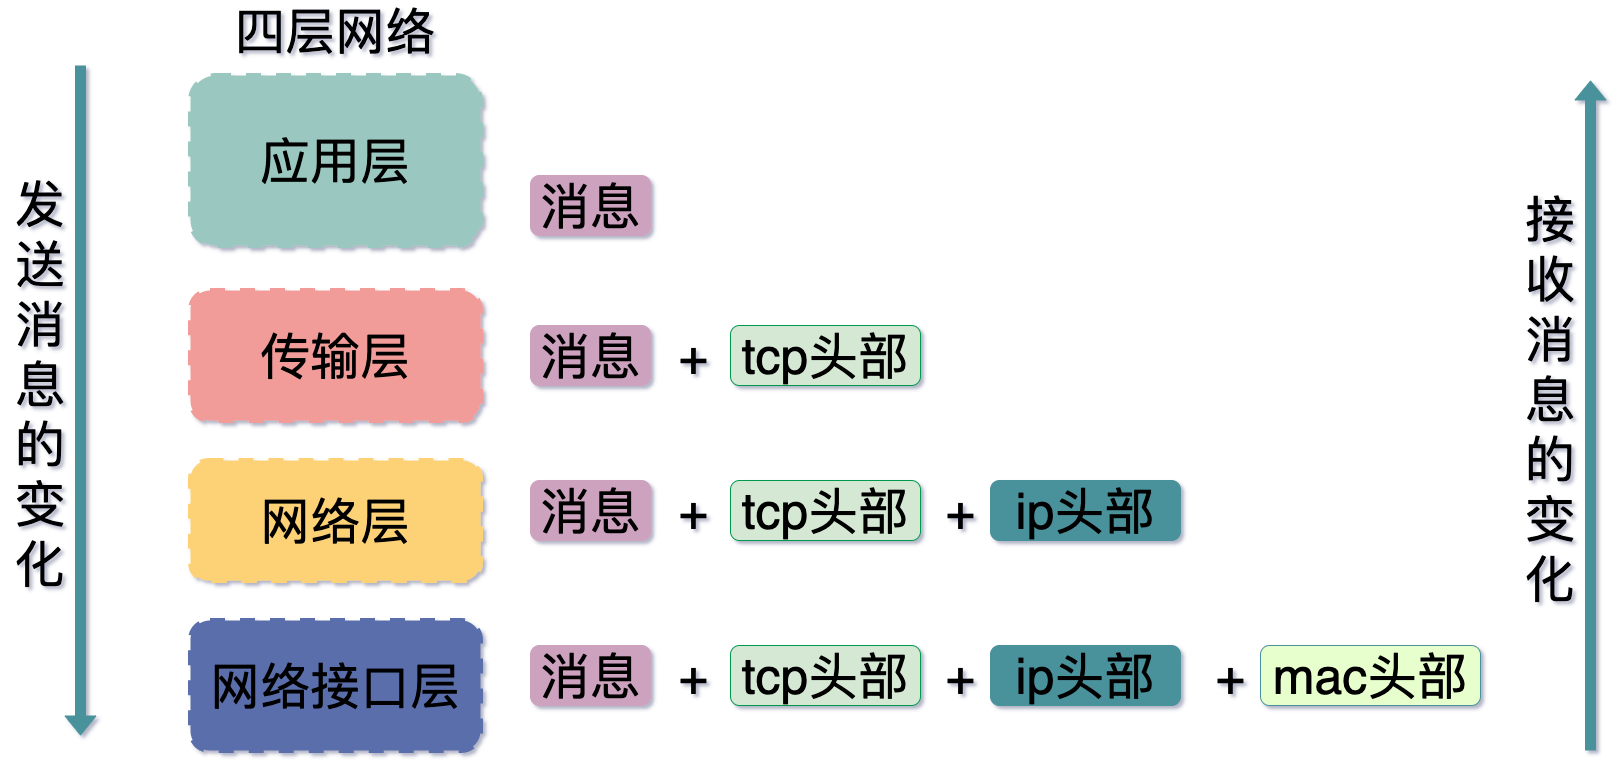 四层网络
发送消息的变化
应用层
消息
传输层
消息 + tcp头部
网络层
消息 + tcp头部 + ip头部
网络接口层
消息 + tcp头部 + ip头部 + mac头部
接收消息的变化